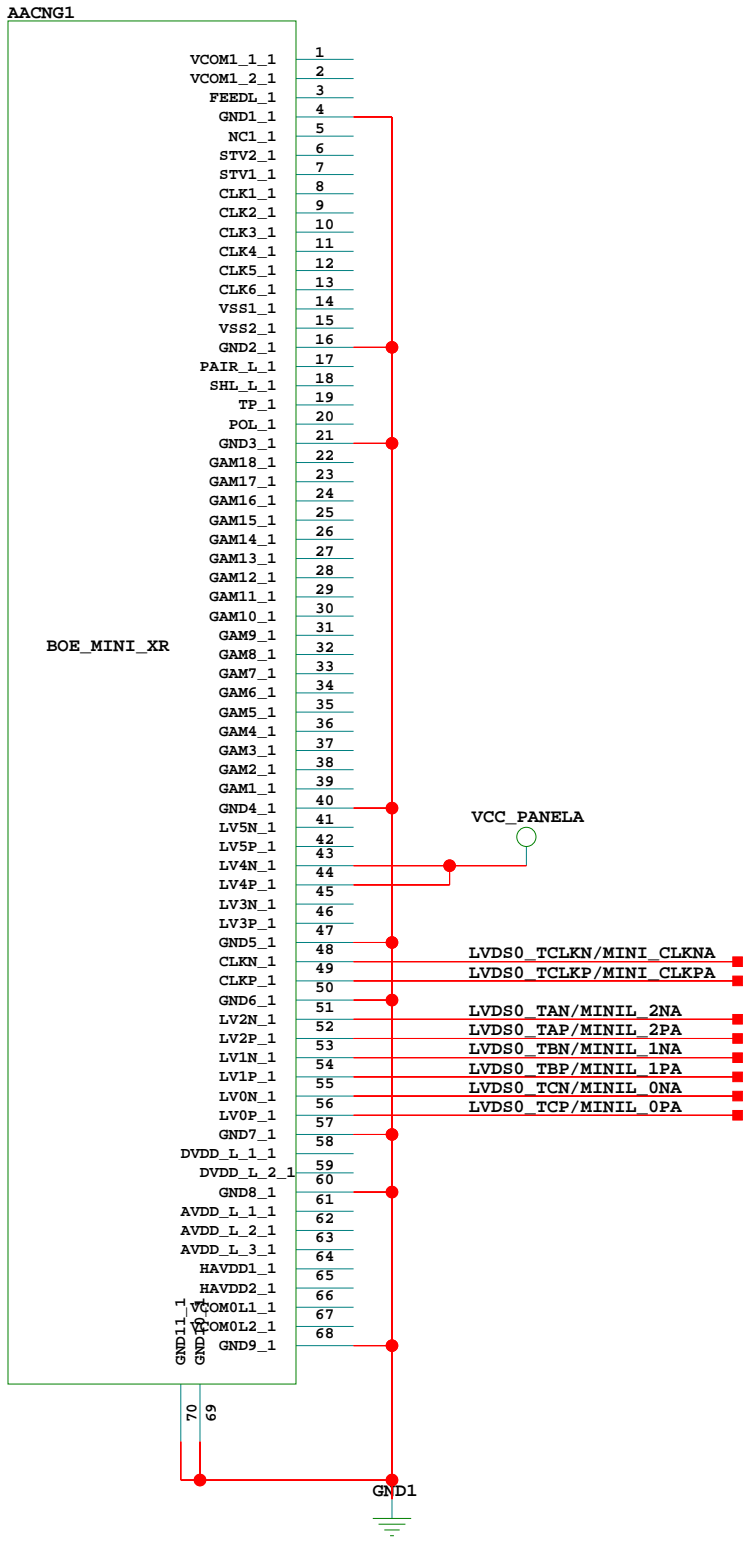 AACNG1
VCOM1_1_1 1
VCOM1_2_1 2
FEEDL_1 3
GND1_1 4
NC1_1 5
STV2_1 6
STV1_1 7
CLK1_1 8
CLK2_1 9
CLK3_1 10
CLK4_1 11
CLK5_1 12
CLK6_1 13
VSS1_1 14
VSS2_1 15
GND2_1 16
PAIR_L_1 17
SHL_L_1 18
TP_1 19
POL_1 20
GND3_1 21
GAM18_1 22
GAM17_1 23
GAM16_1 24
GAM15_1 25
GAM14_1 26
GAM13_1 27
GAM12_1 28
GAM11_1 29
GAM10_1 30
GAM9_1 31
BOE_MINI_XR
GAM8_1 32
GAM7_1 33
GAM6_1 34
GAM5_1 35
GAM4_1 36
GAM3_1 37
GAM2_1 38
GAM1_1 39
GND4_1 40
VCC_PANELA
LV5N_1 41
LV5P_1 42
LV4N_1 43
LV4P_1 44
LV3N_1 45
LV3P_1 46
GND5_1 47
CLKN_1 48 LVDS0_TCLKN/MINI_CLKNA
CLKP_1 49 LVDS0_TCLKP/MINI_CLKPA
GND6_1 50
LV2N_1 51 LVDS0_TAN/MINIL_2NA
LV2P_1 52 LVDS0_TAP/MINIL_2PA
LV1N_1 53 LVDS0_TBN/MINIL_1NA
LV1P_1 54 LVDS0_TBP/MINIL_1PA
LV0N_1 55 LVDS0_TCN/MINIL_0NA
LV0P_1 56 LVDS0_TCP/MINIL_0PA
GND7_1 57
DVDD_L_1_1 58
DVDD_L_2_1 59
GND8_1 60
AVDD_L_1_1 61
AVDD_L_2_1 62
AVDD_L_3_1 63
HAVDD1_1 64
HAVDD2_1 65
VCOM0L1_1 66
VCOM0L2_1 67
GND9_1 68
GND11_1 70
GND10_1 69
GND1